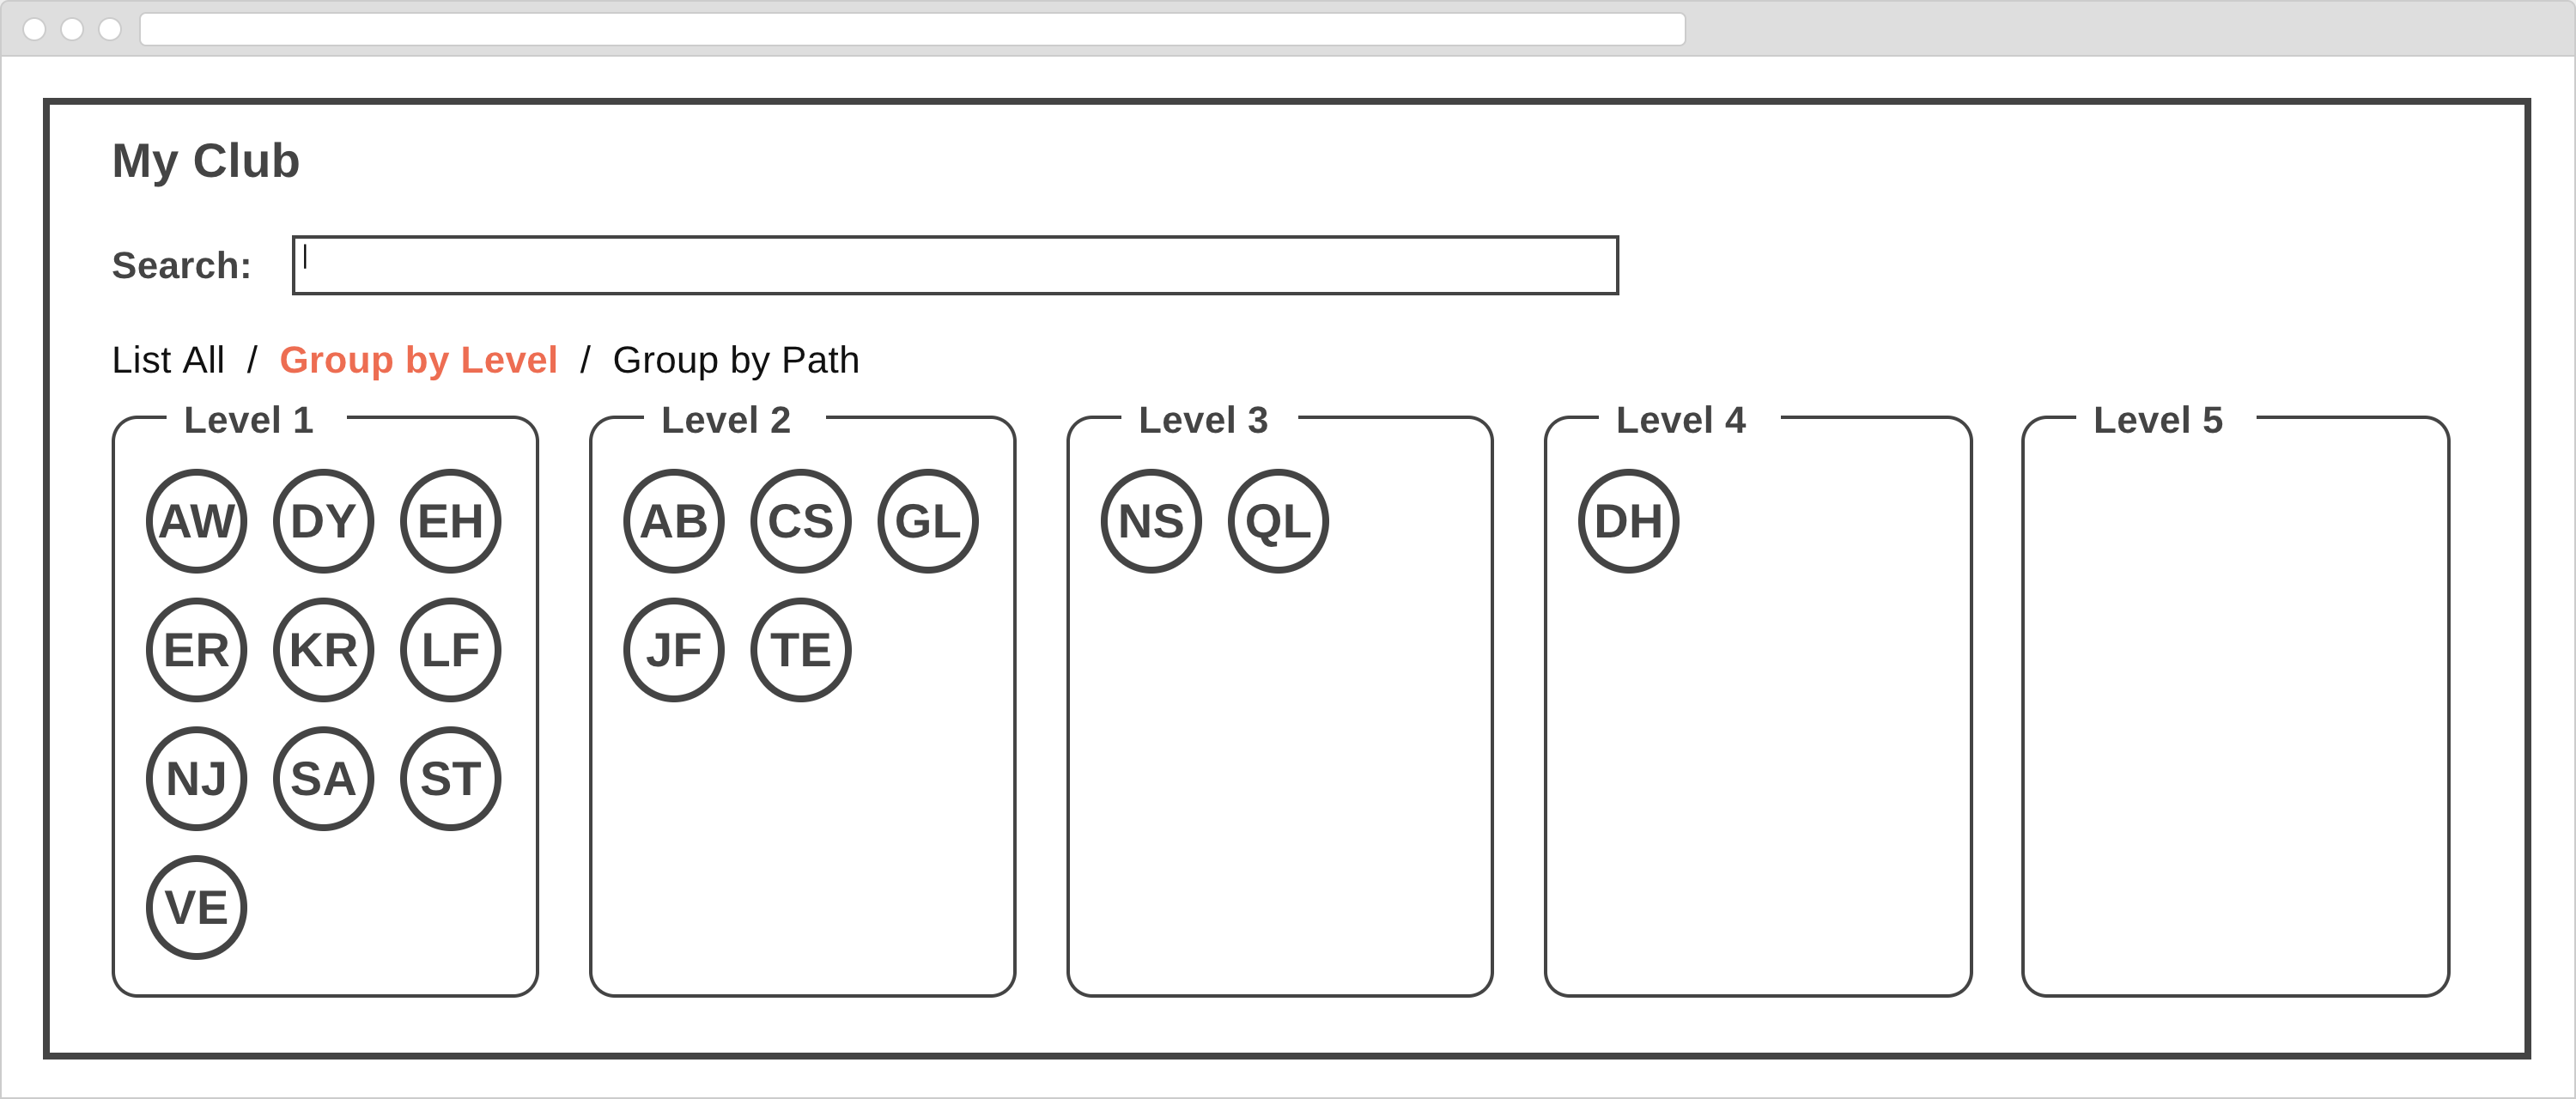 My Club
Search:
List All / Group by Level / Group by Path
Level 1
AW DY EH
ER KR LF
NJ SA ST
VE
Level 2
AB CS GL
JF TE
Level 3
NS QL
Level 4
DH
Level 5